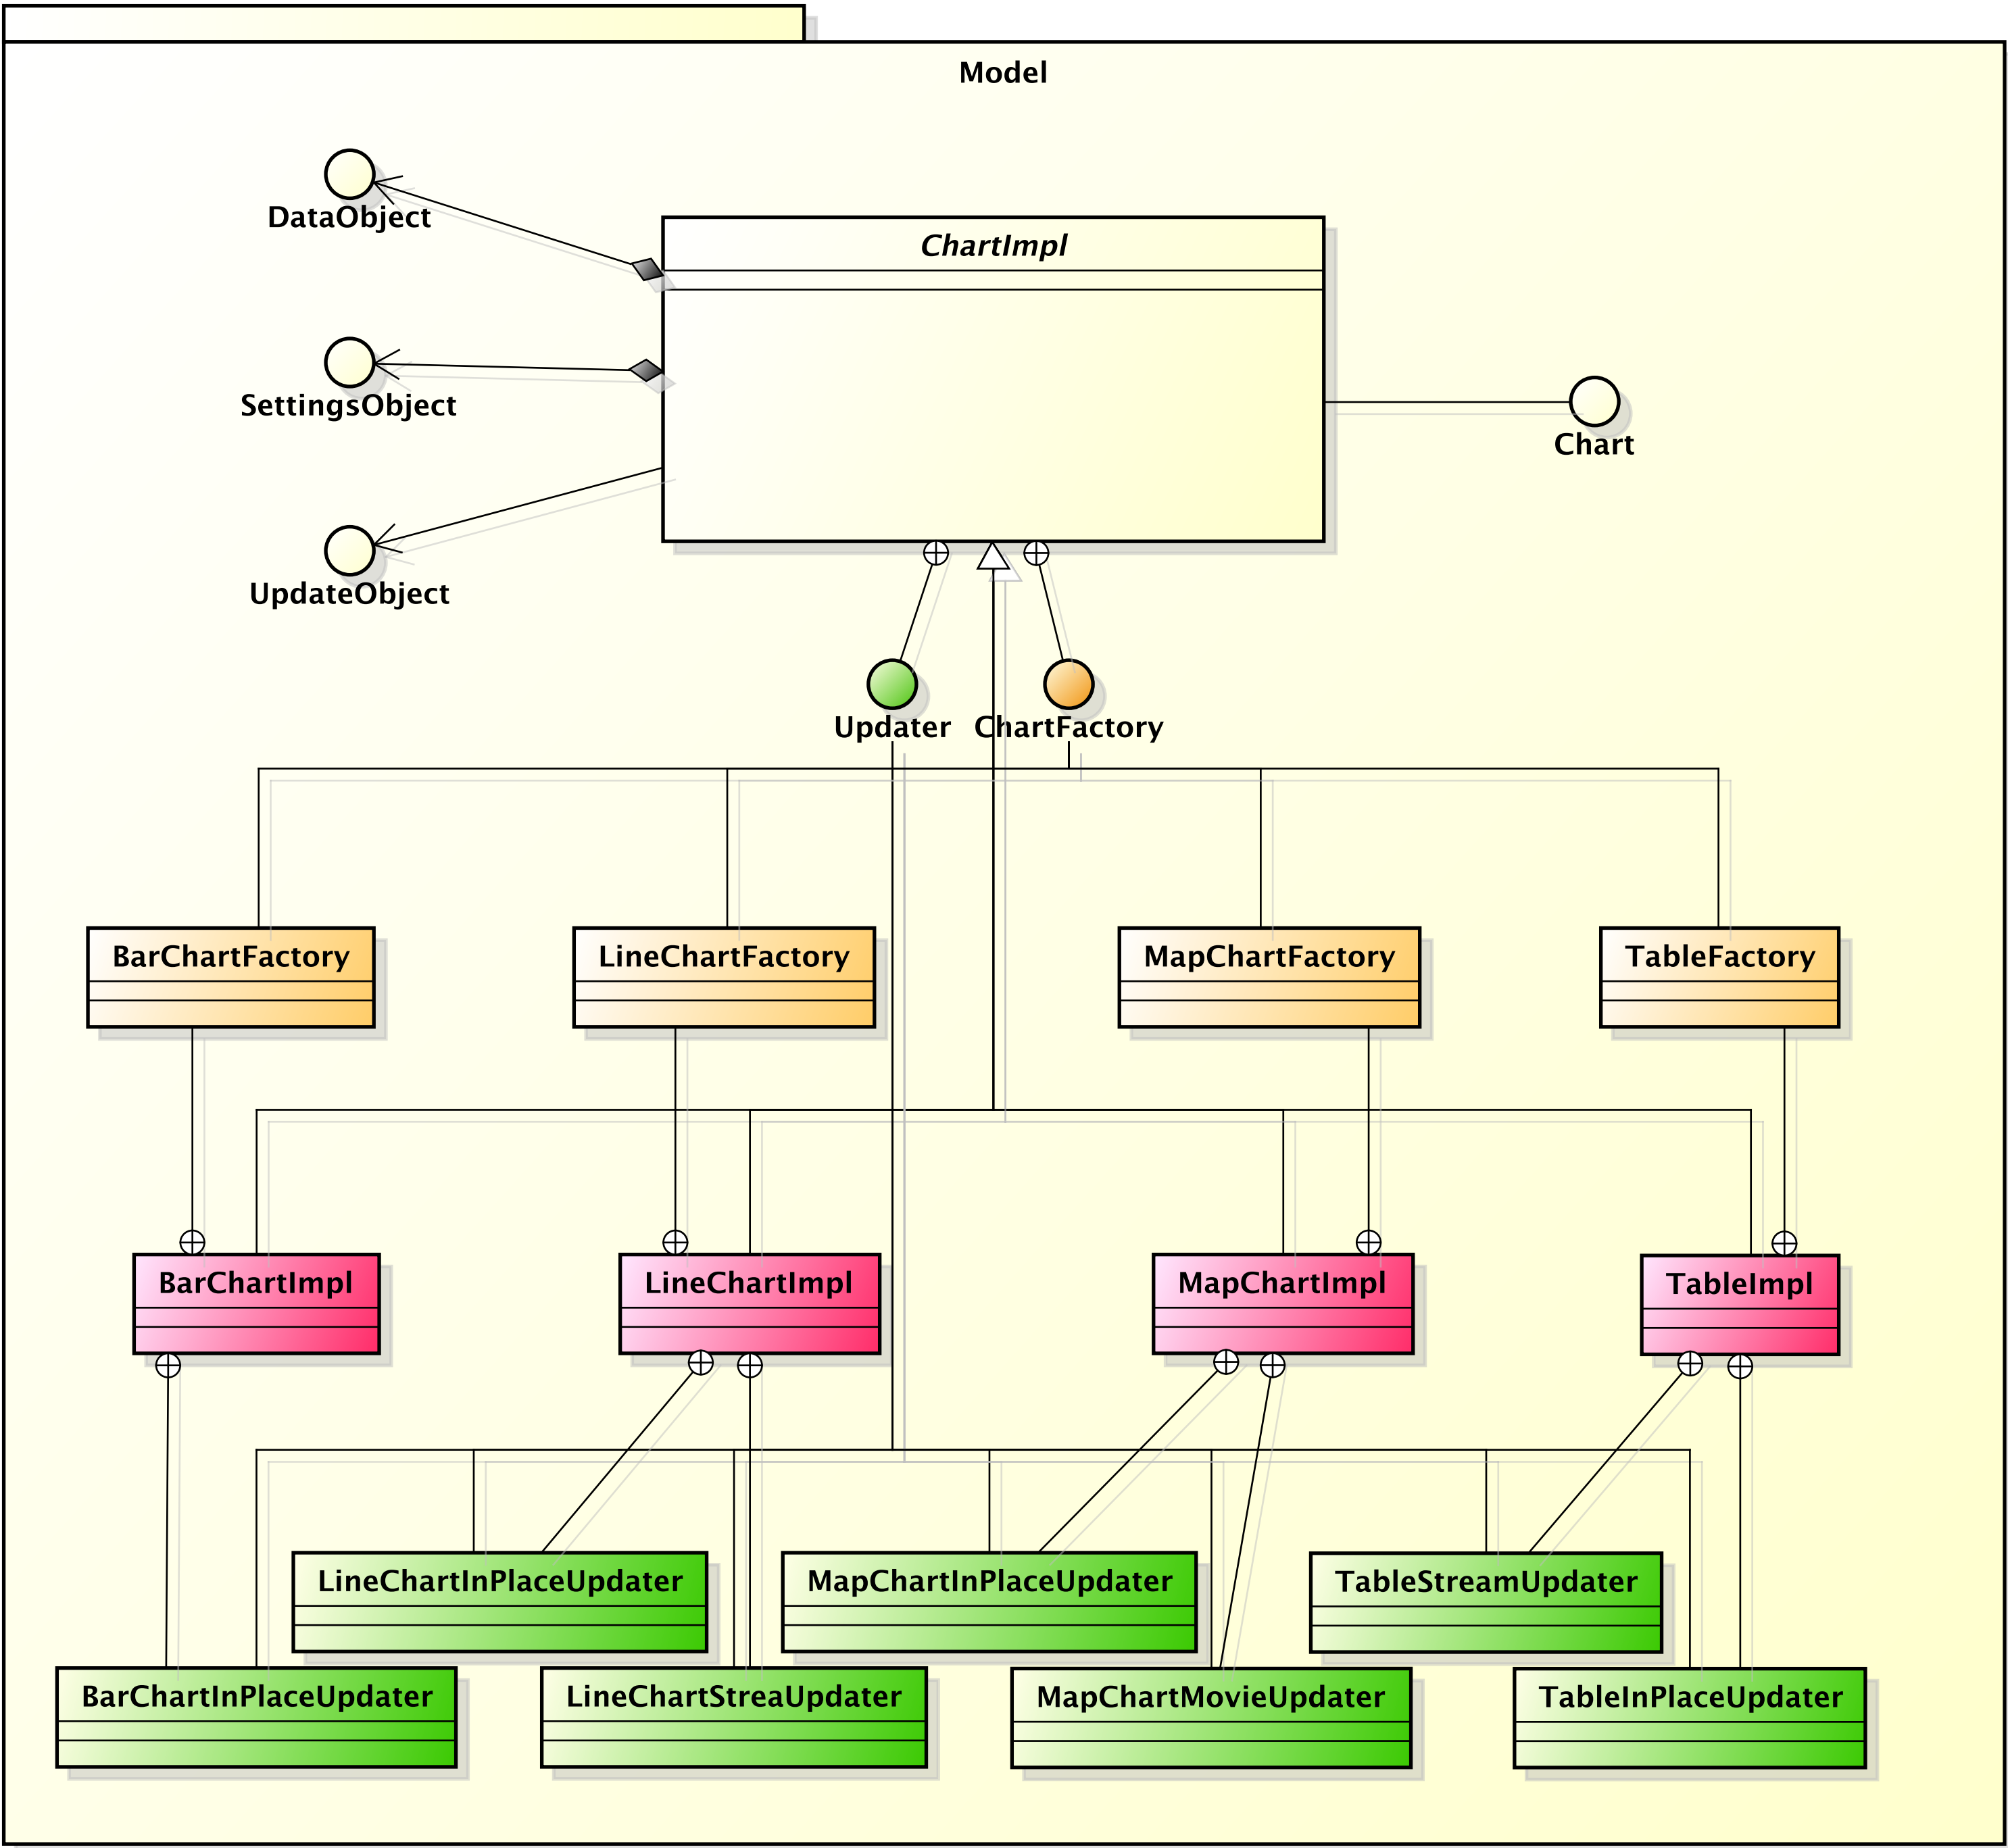 Model
DataObject
ChartImpl
SettingsObject
Chart
UpdateObject
Updater
ChartFactory
BarChartFactory
LineChartFactory
MapChartFactory
TableFactory
BarChartImpl
LineChartImpl
MapChartImpl
TableImpl
LineChartInPlaceUpdater
MapChartInPlaceUpdater
TableStreamUpdater
BarChartInPlaceUpdater
LineChartStreaUpdater
MapChartMovieUpdater
TableInPlaceUpdater